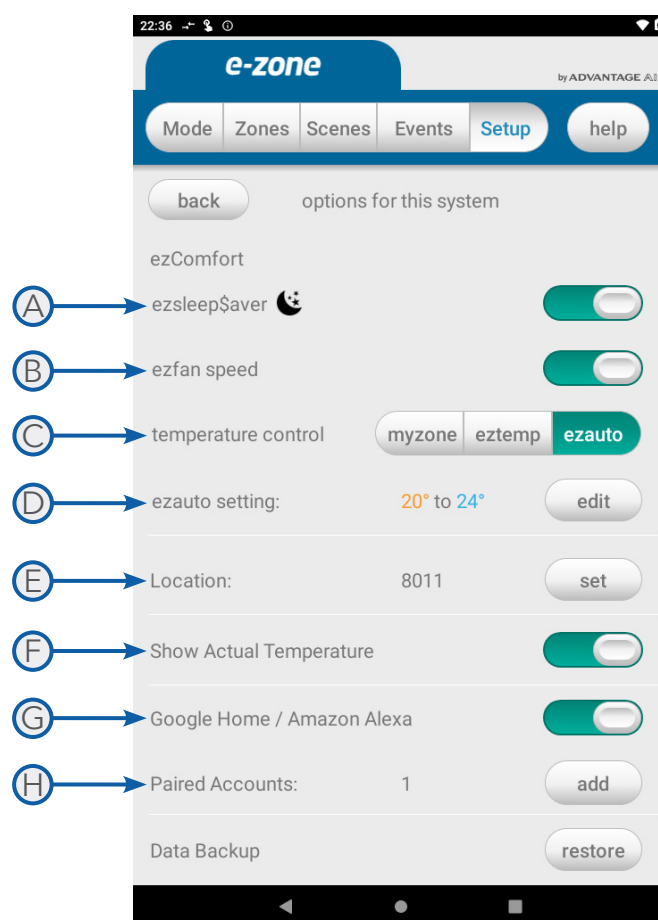 22:36
e-zone
by ADVANTAGE AI
Mode Zones Scenes Events Setup help
back options for this system
ezComfort
A ezsleep$aver
B ezfan speed
C temperature control myzone eztemp ezauto
D ezauto setting: 20° to 24° edit
E Location: 8011 set
F Show Actual Temperature
G Google Home / Amazon Alexa
H Paired Accounts: 1 add
Data Backup restore